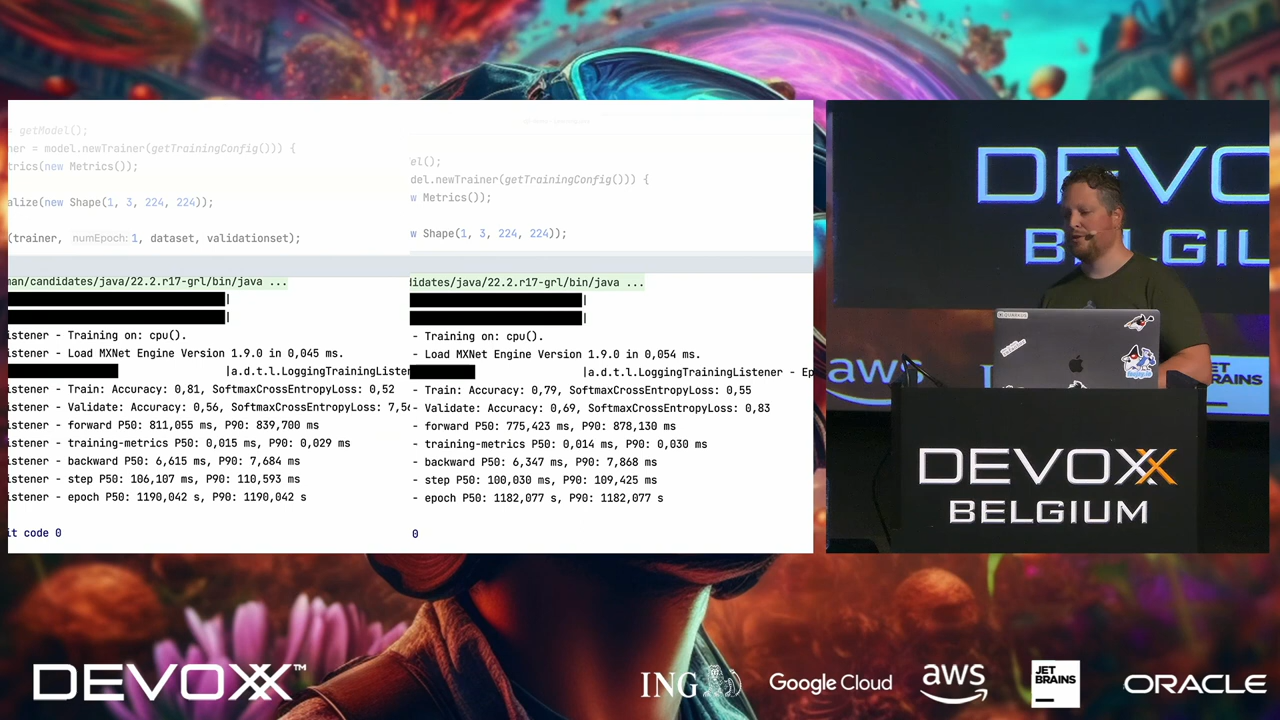 = getModel();
ner = model.newTrainer(getTrainingConfig())) {
trics(new Metrics());
alize(new Shape(1, 3, 224, 224));
(trainer, numEpoch: 1, dataset, validationset);
man/candidates/java/22.2.r17-grl/bin/java ...
|
|
istener - Training on: cpu().
istener - Load MXNet Engine Version 1.9.0 in 0,045 ms.
|a.d.t.l.LoggingTrainingListener
istener - Train: Accuracy: 0,81, SoftmaxCrossEntropyLoss: 0,52
istener - Validate: Accuracy: 0,56, SoftmaxCrossEntropyLoss: 7,5
istener - forward P50: 811,055 ms, P90: 839,700 ms
istener - training-metrics P50: 0,015 ms, P90: 0,029 ms
istener - backward P50: 6,615 ms, P90: 7,684 ms
istener - step P50: 106,107 ms, P90: 110,593 ms
istener - epoch P50: 1190,042 s, P90: 1190,042 s
it code 0
el();
del.newTrainer(getTrainingConfig())) {
w Metrics());
w Shape(1, 3, 224, 224));
didates/java/22.2.r17-grl/bin/java ...
|
|
- Training on: cpu().
- Load MXNet Engine Version 1.9.0 in 0,054 ms.
|a.d.t.l.LoggingTrainingListener - Ep
- Train: Accuracy: 0,79, SoftmaxCrossEntropyLoss: 0,55
- Validate: Accuracy: 0,69, SoftmaxCrossEntropyLoss: 0,83
- forward P50: 775,423 ms, P90: 878,130 ms
- training-metrics P50: 0,014 ms, P90: 0,030 ms
- backward P50: 6,347 ms, P90: 7,868 ms
- step P50: 100,030 ms, P90: 109,425 ms
- epoch P50: 1182,077 s, P90: 1182,077 s
0
DEVO
BELGIU
aws
JET
BRAINS
DEVOXX
BELGIUM
DEVOXX™
ING
Google Cloud
aws
JET
BRAINS
ORACLE